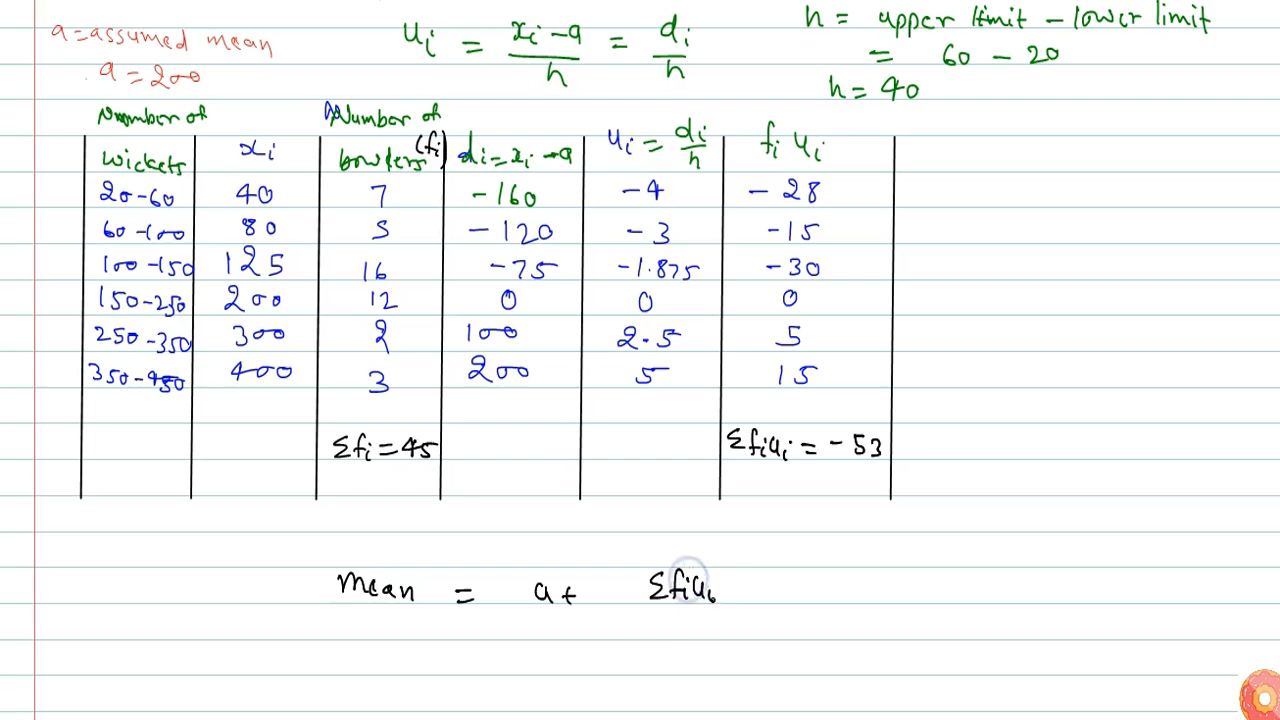 a = assumed mean
a = 200
ui = xi - a / h = di / h
h = upper limit - lower limit
= 60 - 20
h = 40
Number of wickets | xi | Number of bowlers (fi) | di = xi - a | ui = di / h | fi ui
20-60 | 40 | 7 | -160 | -4 | -28
60-100 | 80 | 5 | -120 | -3 | -15
100-150 | 125 | 16 | -75 | -1.875 | -30
150-250 | 200 | 12 | 0 | 0 | 0
250-350 | 300 | 2 | 100 | 2.5 | 5
350-450 | 400 | 3 | 200 | 5 | 15
Σfi = 45 | Σfiui = -53
Mean = a + Σfiui